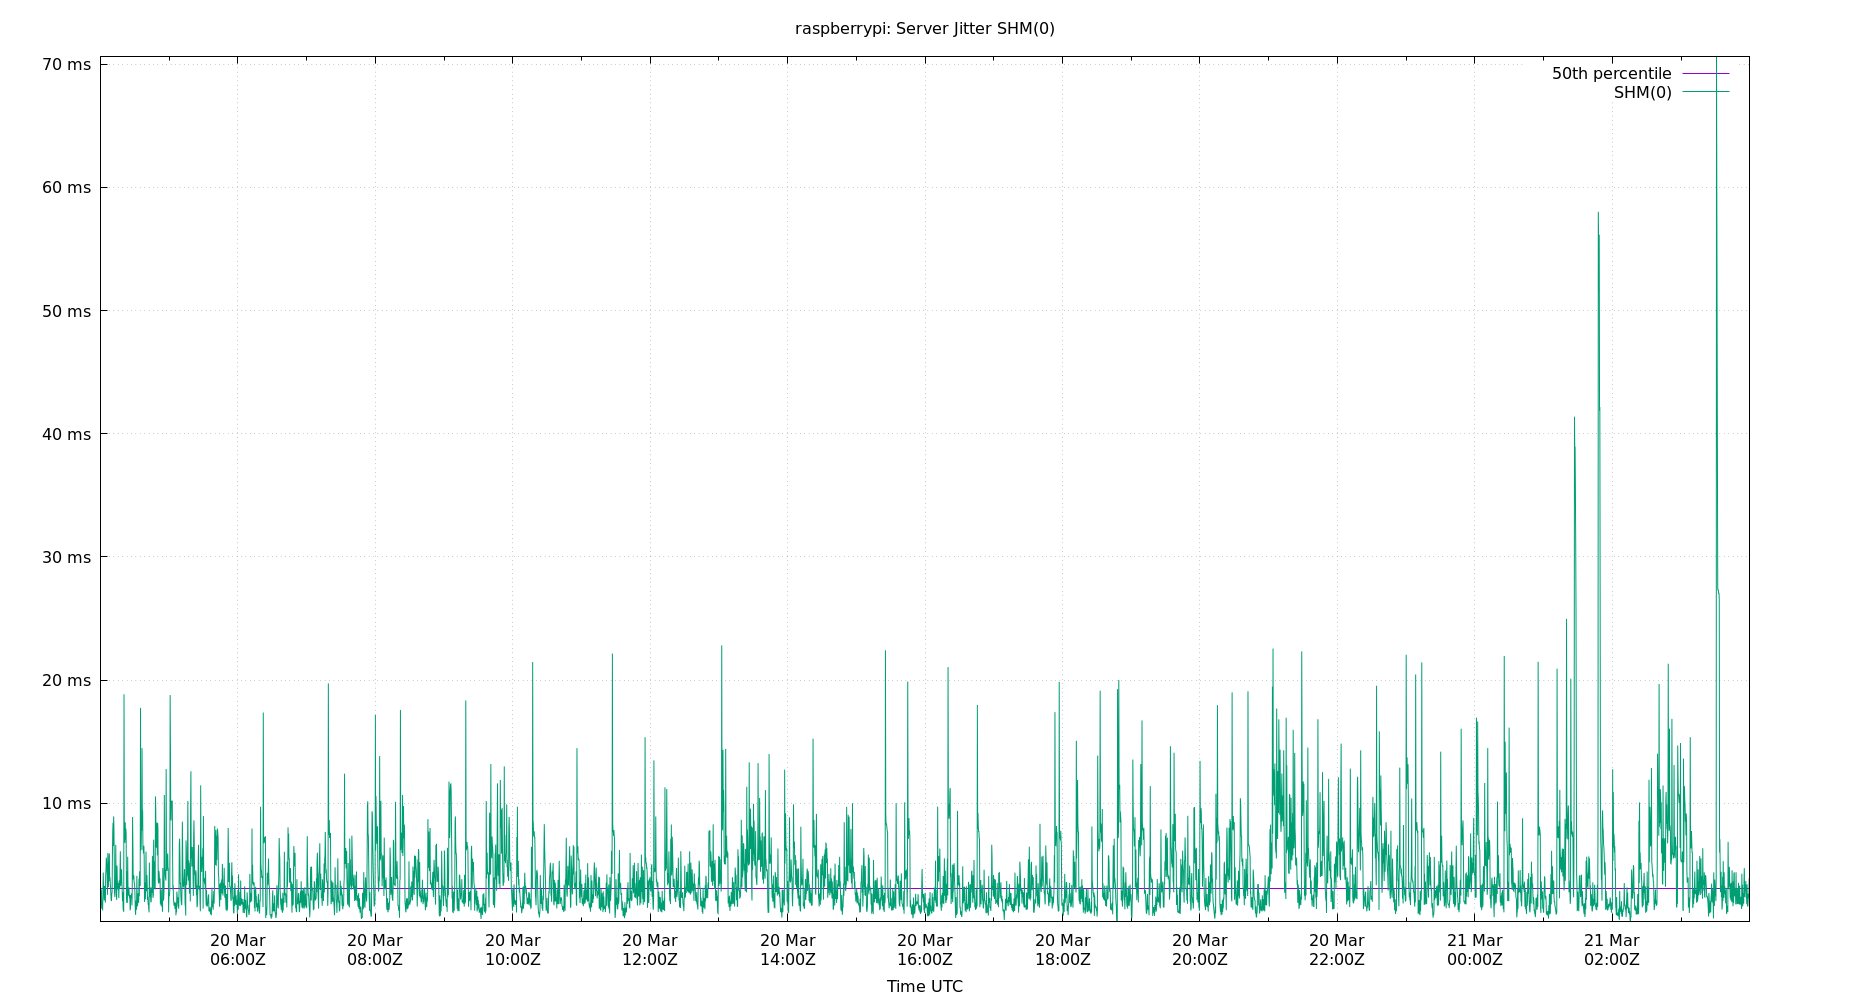 raspberrypi: Server Jitter SHM(0)
70 ms
60 ms
50 ms
40 ms
30 ms
20 ms
10 ms
50th percentile
SHM(0)
20 Mar 06:00Z
20 Mar 08:00Z
20 Mar 10:00Z
20 Mar 12:00Z
20 Mar 14:00Z
20 Mar 16:00Z
20 Mar 18:00Z
20 Mar 20:00Z
20 Mar 22:00Z
21 Mar 00:00Z
21 Mar 02:00Z
Time UTC